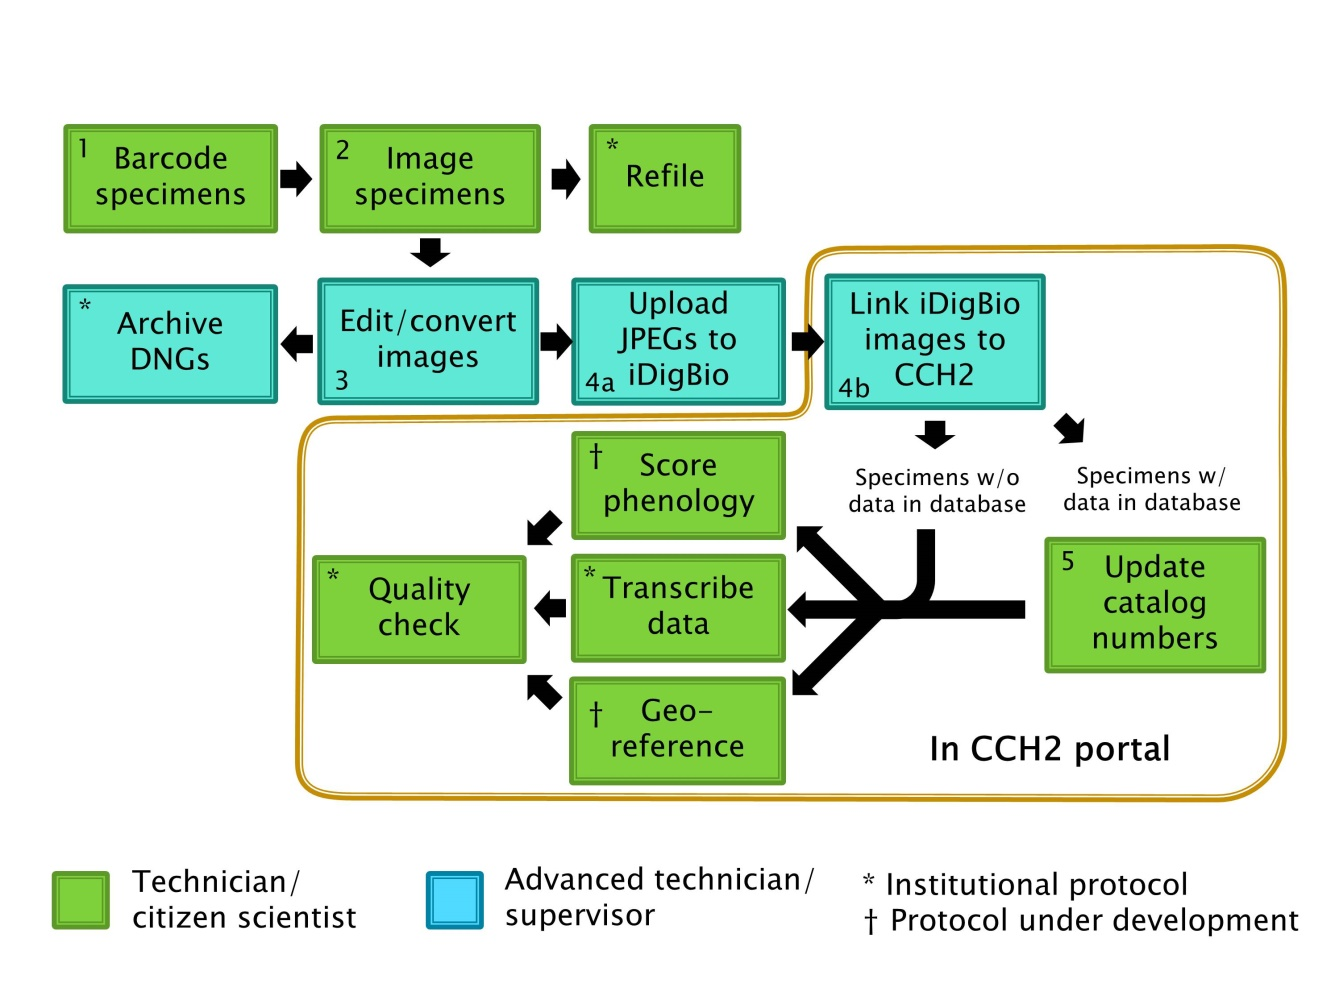 1
Barcode
specimens
2
Image
specimens
*
Refile
*
Archive
DNGs
Edit/convert
images
3
Upload
JPEGs to
iDigBio
4a
Link iDigBio
images to
CCH2
4b
Specimens w/o
data in database
Specimens w/
data in database
†
Score
phenology
*
Transcribe
data
†
Geo-
reference
*
Quality
check
5
Update
catalog
numbers
In CCH2 portal
Technician/
citizen scientist
Advanced technician/
supervisor
* Institutional protocol
† Protocol under development